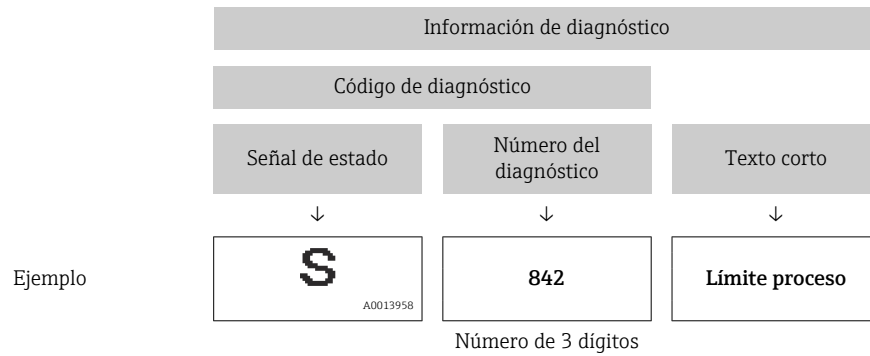 Información de diagnóstico
Código de diagnóstico
Señal de estado
Número del
diagnóstico
Texto corto
↓ ↓ ↓
Ejemplo
S
A0013958
842
Límite proceso
Número de 3 dígitos